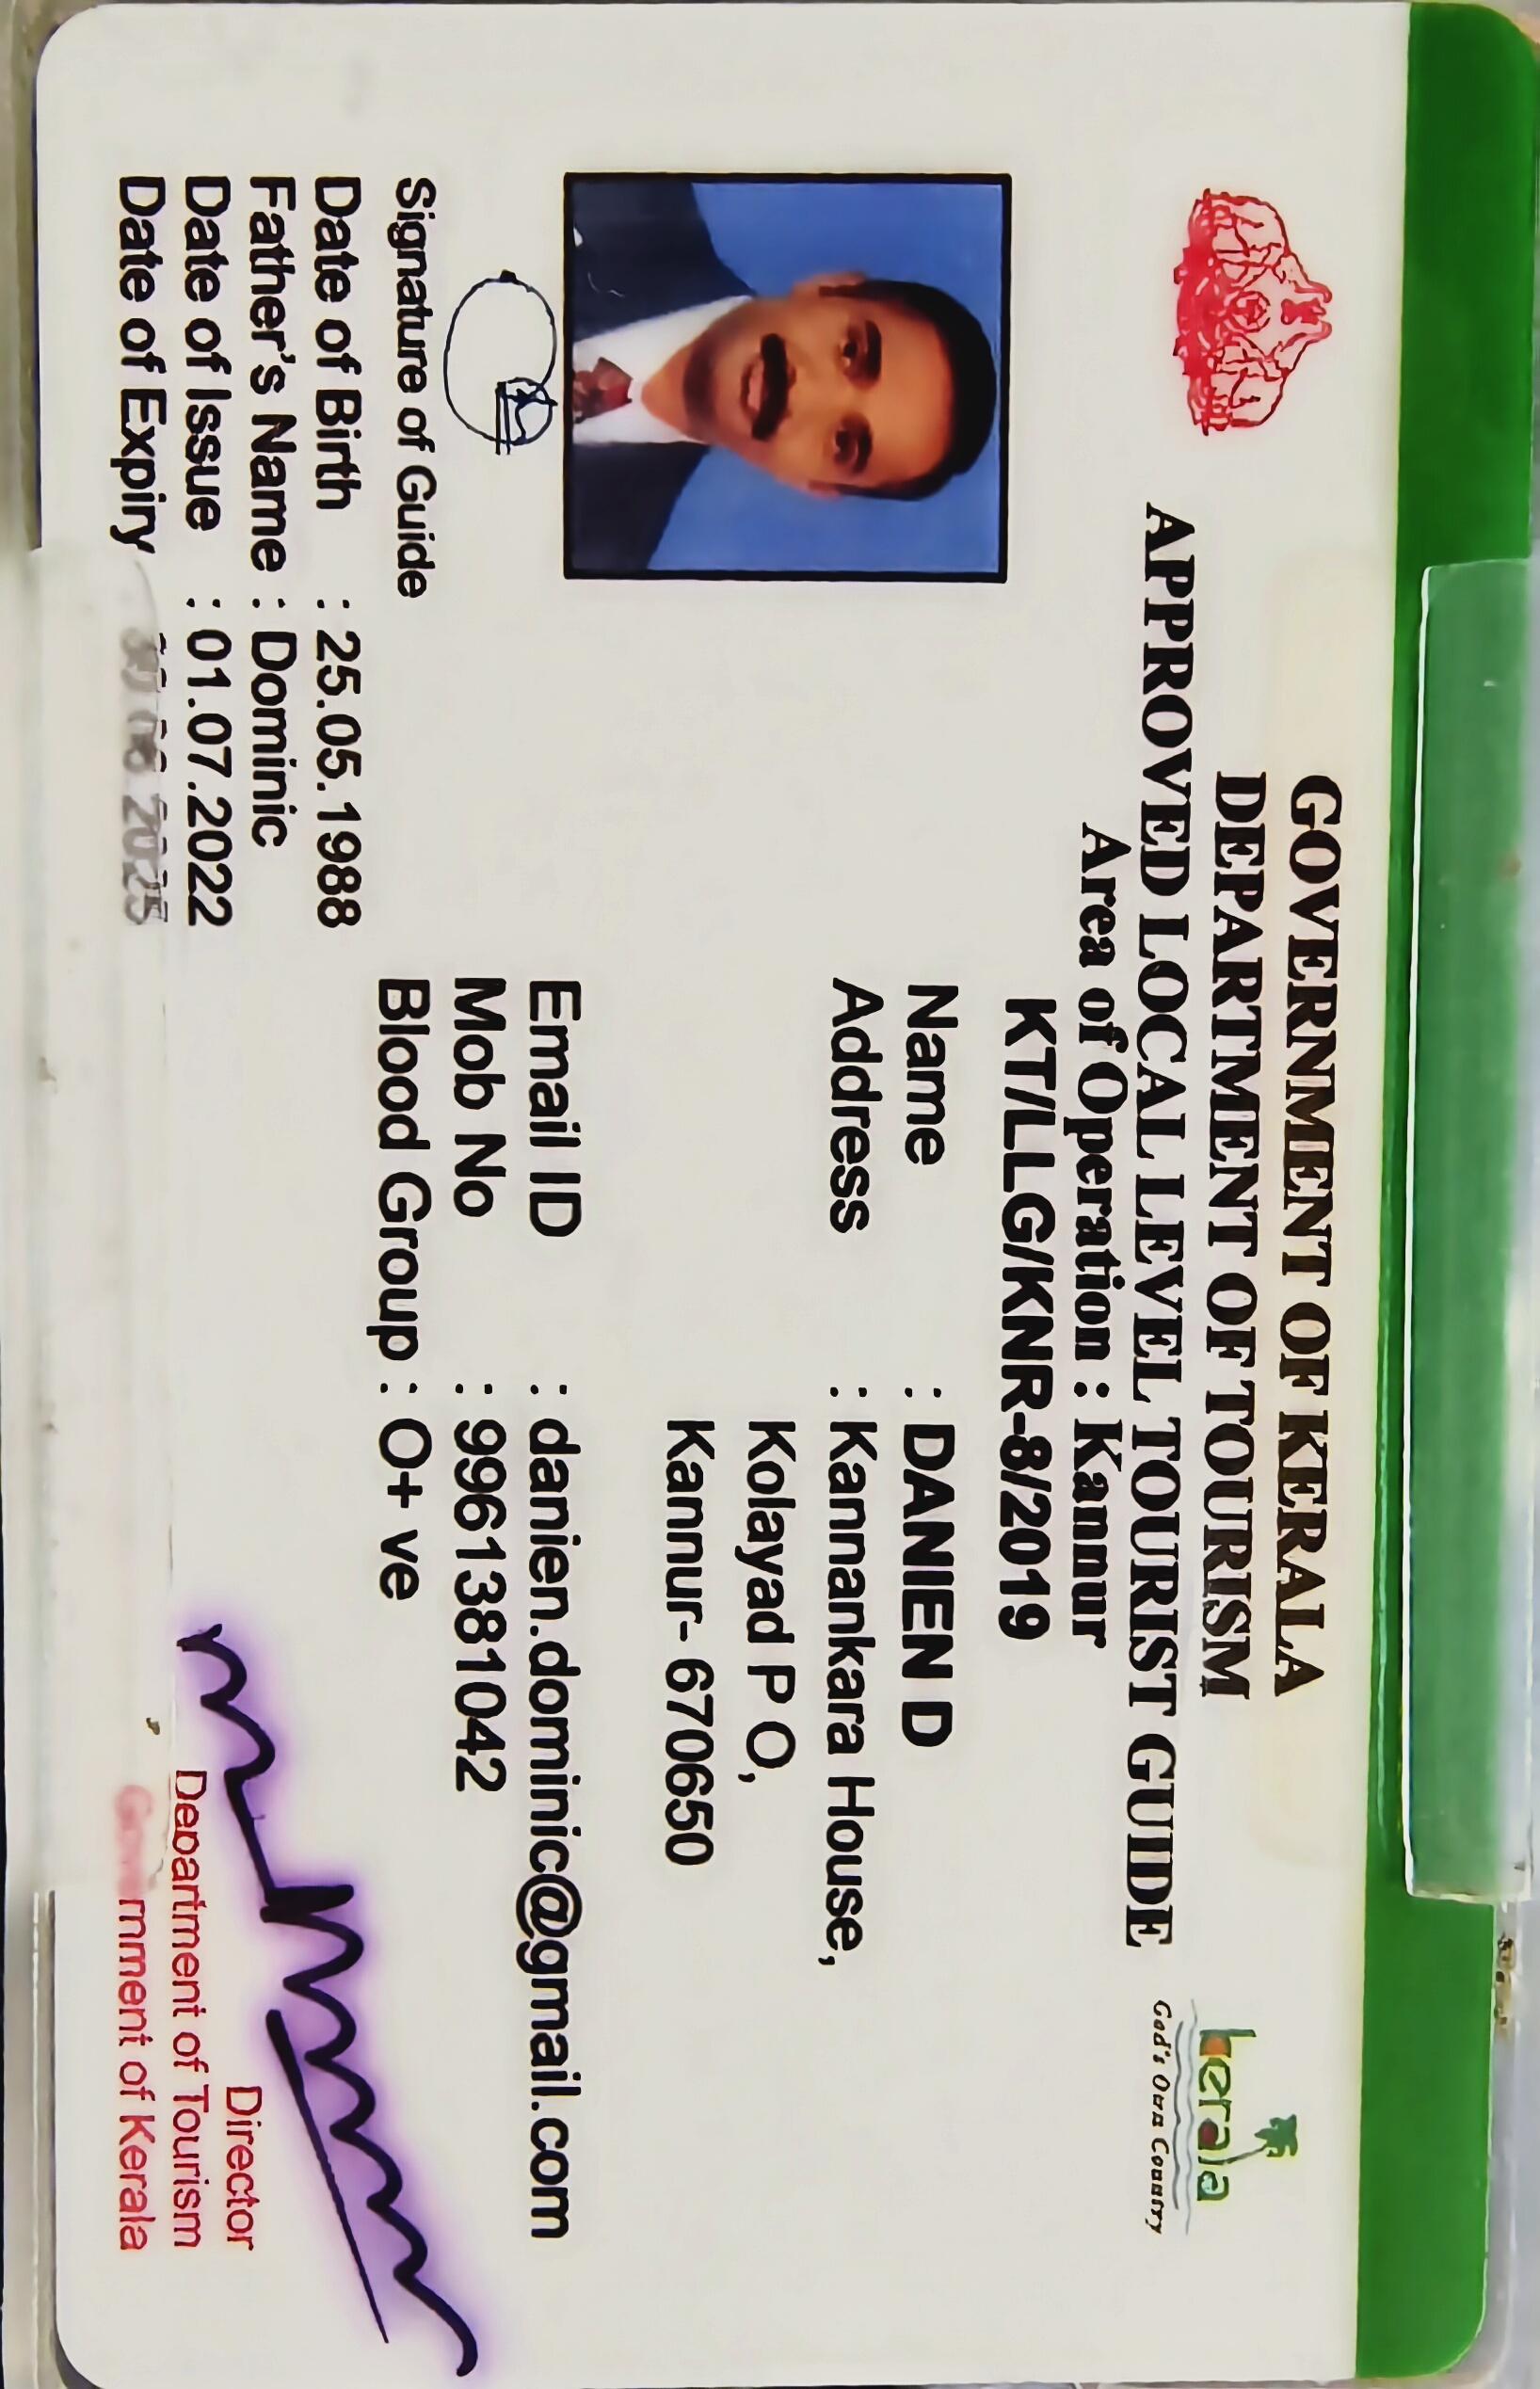 GOVERNMENT OF KERALA
DEPARTMENT OF TOURISM
APPROVED LOCAL LEVEL TOURIST GUIDE
Area of Operation : Kannur
KT/LLG/KNR-8/2019
kerala
God's Own Country
Name : DANIEN D
Address : Kannankara House,
Kolayad P O,
Kannur- 670650
Email ID : danien.dominic@gmail.com
Mob No : 9961381042
Blood Group : O+ ve
Signature of Guide
Date of Birth : 25.05.1988
Father's Name : Dominic
Date of Issue : 01.07.2022
Date of Expiry
Director
Department of Tourism
Government of Kerala